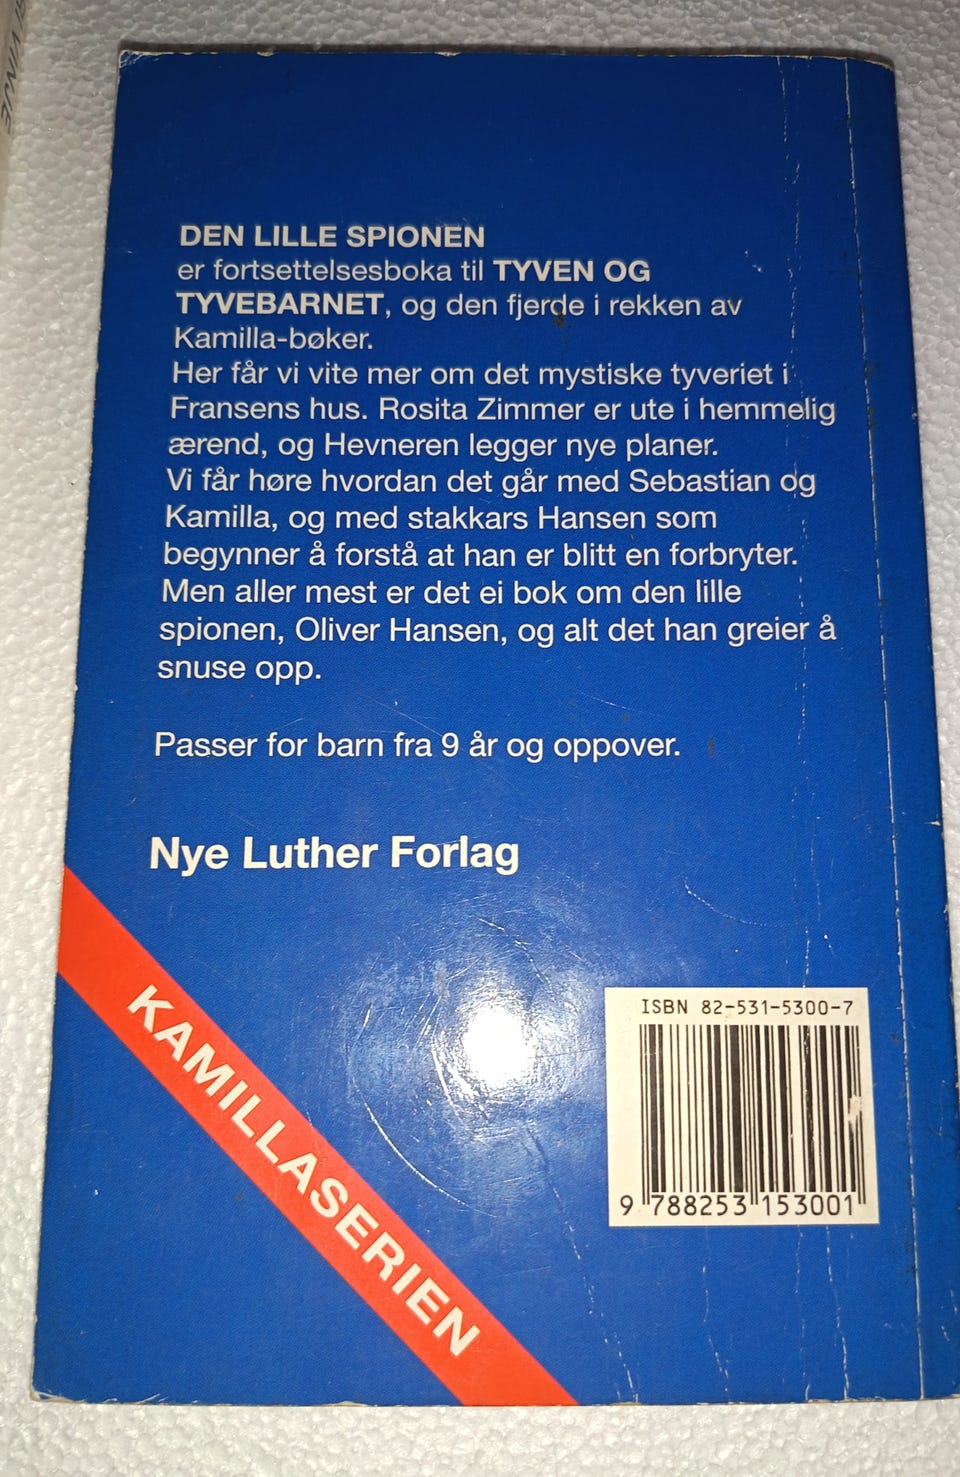 DEN LILLE SPIONEN
er fortsettelsesboka til TYVEN OG
TYVEBARNET, og den fjerde i rekken av
Kamilla-bøker.
Her får vi vite mer om det mystiske tyveriet i
Fransens hus. Rosita Zimmer er ute i hemmelig
ærend, og Hevneren legger nye planer.
Vi får høre hvordan det går med Sebastian og
Kamilla, og med stakkars Hansen som
begynner å forstå at han er blitt en forbryter.
Men aller mest er det ei bok om den lille
spionen, Oliver Hansen, og alt det han greier å
snuse opp.
Passer for barn fra 9 år og oppover.
Nye Luther Forlag
KAMILLASERIEN
ISBN 82-531-5300-7
9 788253 153001
VINJE